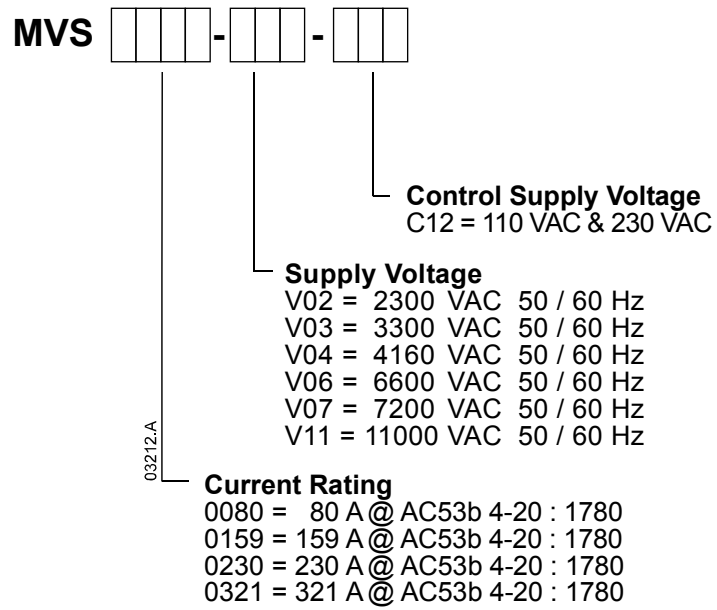 MVS - -
Control Supply Voltage
C12 = 110 VAC & 230 VAC
Supply Voltage
V02 = 2300 VAC 50 / 60 Hz
V03 = 3300 VAC 50 / 60 Hz
V04 = 4160 VAC 50 / 60 Hz
V06 = 6600 VAC 50 / 60 Hz
V07 = 7200 VAC 50 / 60 Hz
V11 = 11000 VAC 50 / 60 Hz
03212.A
Current Rating
0080 = 80 A @ AC53b 4-20 : 1780
0159 = 159 A @ AC53b 4-20 : 1780
0230 = 230 A @ AC53b 4-20 : 1780
0321 = 321 A @ AC53b 4-20 : 1780